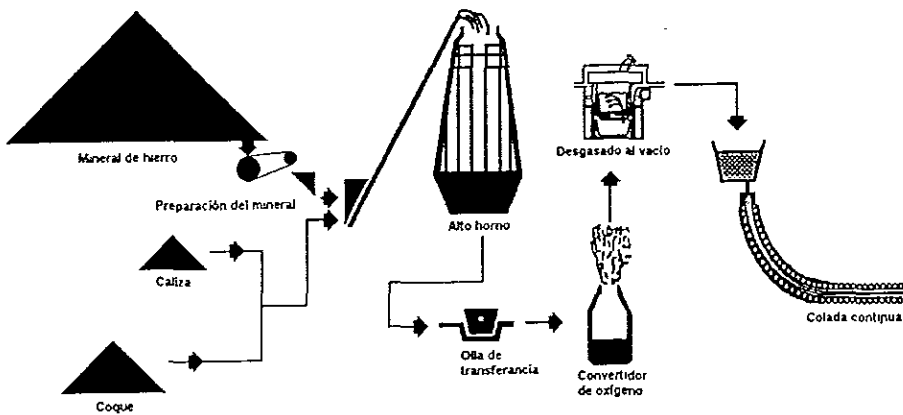 Mineral de hierro
Preparación del mineral
Caliza
Coque
Alto horno
Olla de
transferancia
Convertidor
de oxígeno
Desgasado al vacío
Colada continua